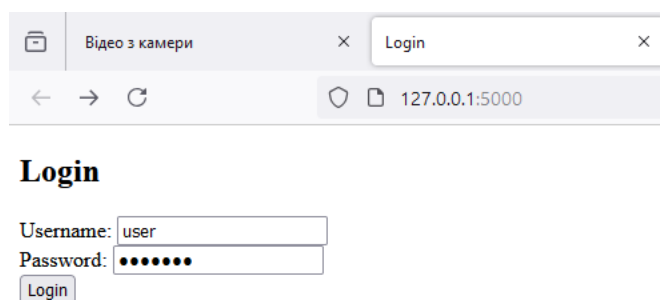 Відео з камери
Login
127.0.0.1:5000
Login
Username: user
Password: •••••••
Login